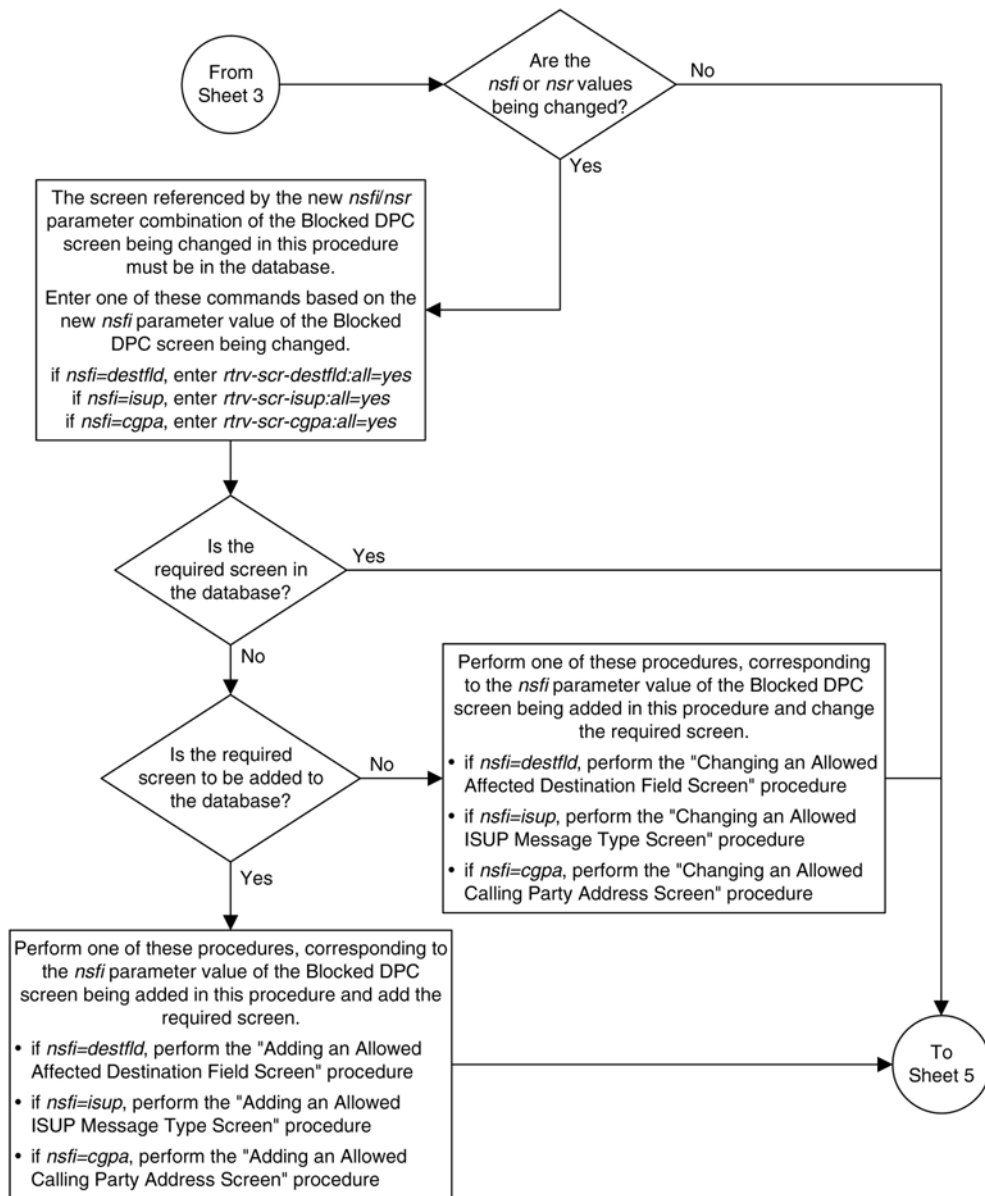 From
Sheet 3
Are the
nsfi or nsr values
being changed?
No
Yes
The screen referenced by the new nsfi/nsr
parameter combination of the Blocked DPC
screen being changed in this procedure
must be in the database.
Enter one of these commands based on the
new nsfi parameter value of the Blocked
DPC screen being changed.
if nsfi=destfld, enter rtrv-scr-destfld:all=yes
if nsfi=isup, enter rtrv-scr-isup:all=yes
if nsfi=cgpa, enter rtrv-scr-cgpa:all=yes
Is the
required screen in
the database?
Yes
No
Is the required
screen to be added to
the database?
No
Yes
Perform one of these procedures, corresponding
to the nsfi parameter value of the Blocked DPC
screen being added in this procedure and change
the required screen.
• if nsfi=destfld, perform the "Changing an Allowed
Affected Destination Field Screen" procedure
• if nsfi=isup, perform the "Changing an Allowed
ISUP Message Type Screen" procedure
• if nsfi=cgpa, perform the "Changing an Allowed
Calling Party Address Screen" procedure
Perform one of these procedures, corresponding to
the nsfi parameter value of the Blocked DPC
screen being added in this procedure and add the
required screen.
• if nsfi=destfld, perform the "Adding an Allowed
Affected Destination Field Screen" procedure
• if nsfi=isup, perform the "Adding an Allowed
ISUP Message Type Screen" procedure
• if nsfi=cgpa, perform the "Adding an Allowed
Calling Party Address Screen" procedure
To
Sheet 5